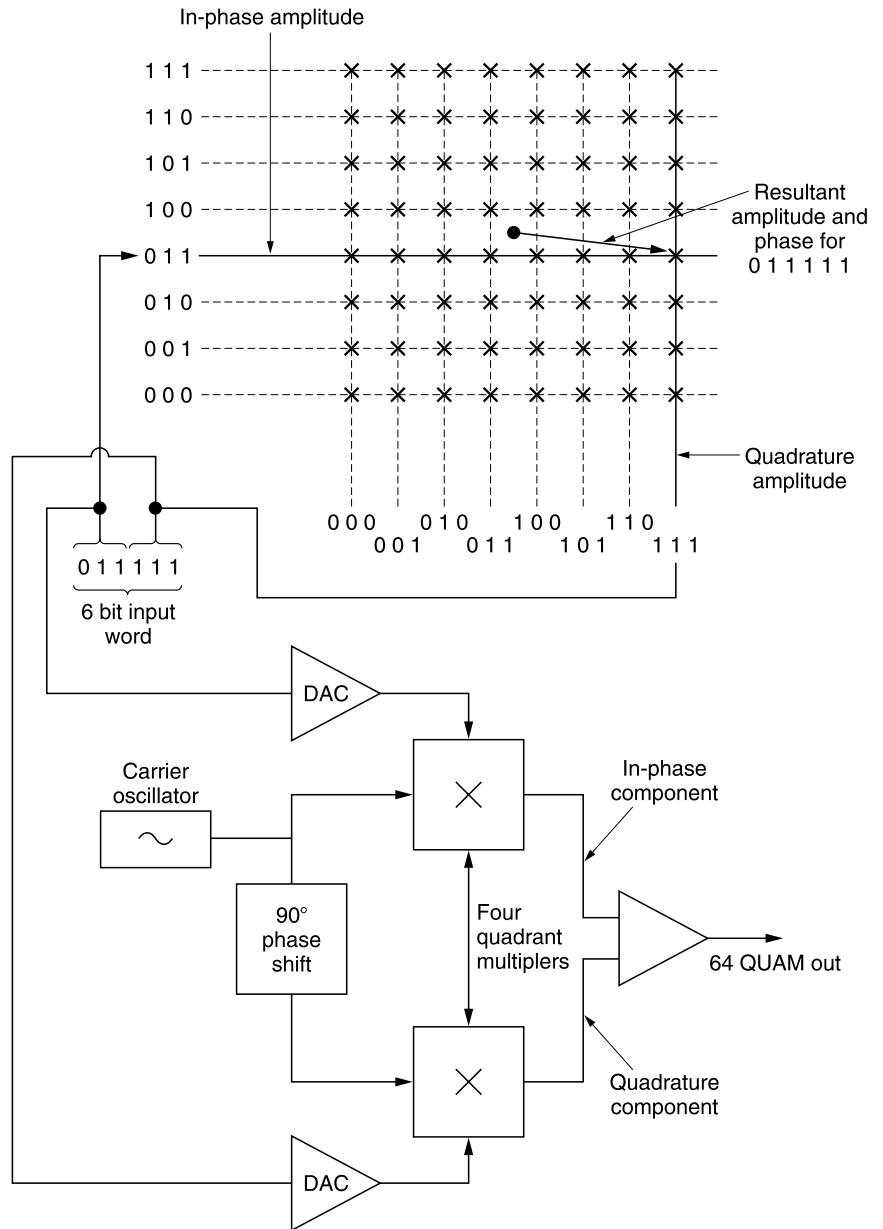 In-phase amplitude
1 1 1
1 1 0
1 0 1
1 0 0
0 1 1
0 1 0
0 0 1
0 0 0
Resultant
amplitude and
phase for
0 1 1 1 1 1
Quadrature
amplitude
0 0 0 0 1 0 1 0 0 1 1 0
0 0 1 0 1 1 1 0 1 1 1 1
0 1 1 1 1 1
6 bit input
word
DAC
Carrier
oscillator
In-phase
component
90°
phase
shift
Four
quadrant
multiplers
64 QUAM out
Quadrature
component
DAC